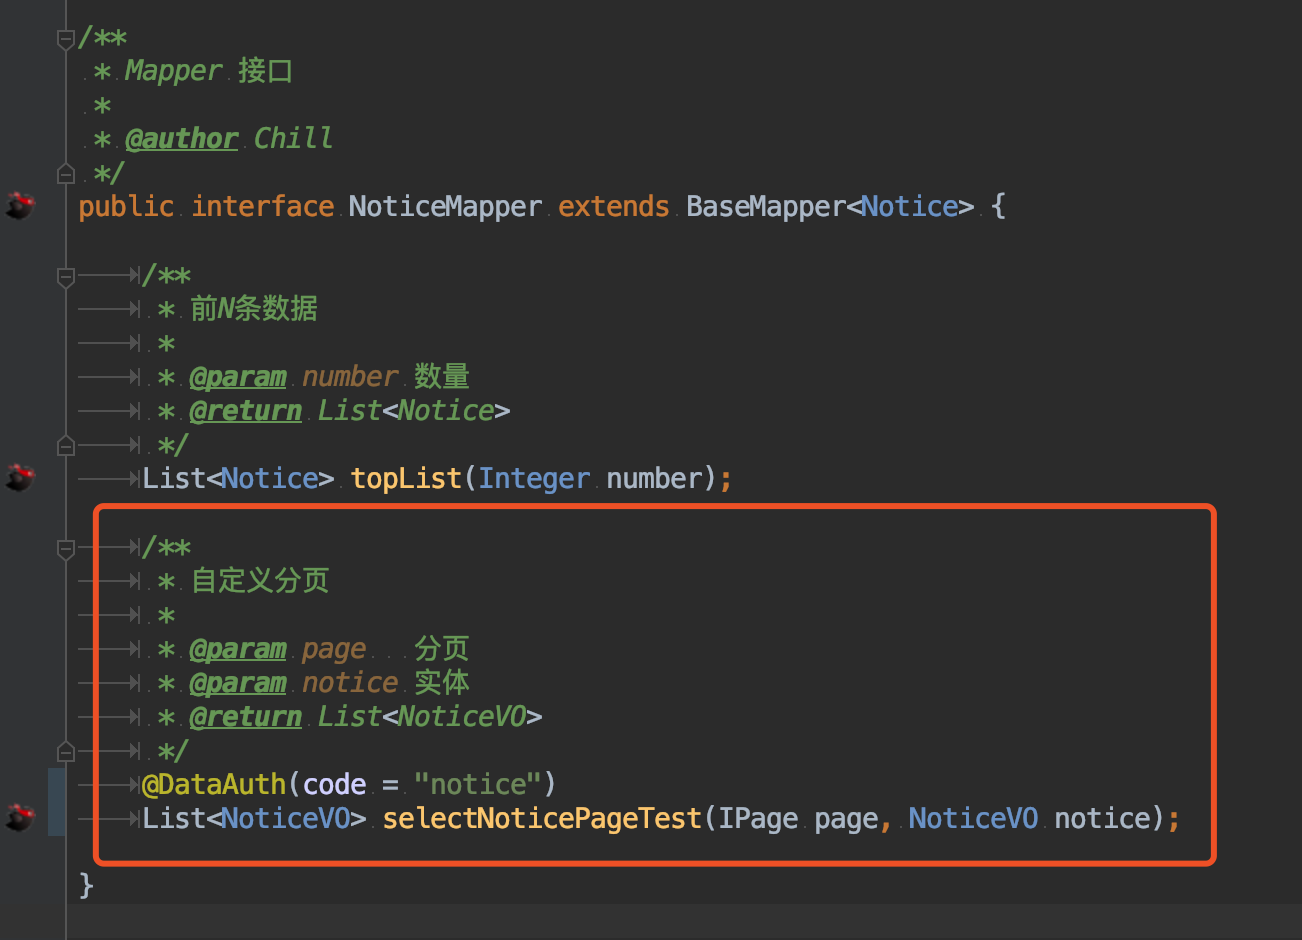 /**
 * Mapper 接口
 *
 * @author Chill
 */
public interface NoticeMapper extends BaseMapper<Notice> {
/**
 * 前N条数据
 *
 * @param number 数量
 * @return List<Notice>
 */
List<Notice> topList(Integer number);
/**
 * 自定义分页
 *
 * @param page   分页
 * @param notice 实体
 * @return List<NoticeVO>
 */
@DataAuth(code = "notice")
List<NoticeVO> selectNoticePageTest(IPage page, NoticeVO notice);
}